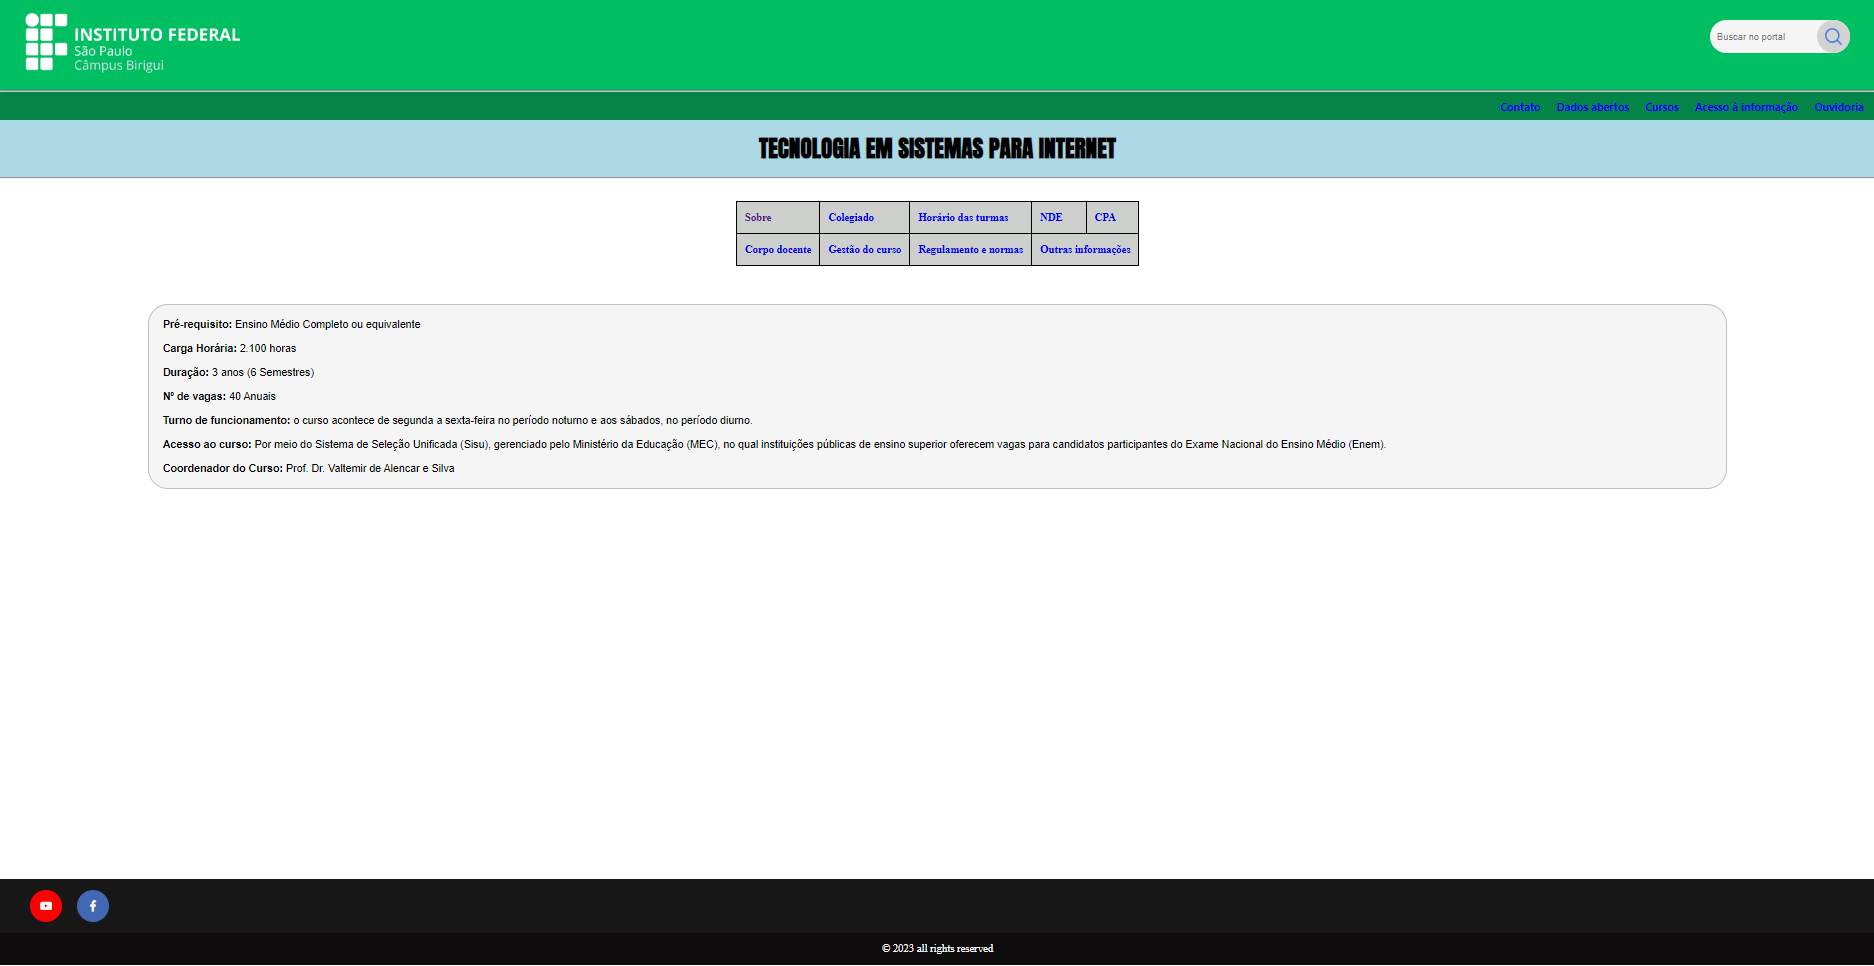 INSTITUTO FEDERAL
São Paulo
Câmpus Birigui
Buscar no portal
Contato Dados abertos Cursos Acesso à informação Ouvidoria
TECNOLOGIA EM SISTEMAS PARA INTERNET
Sobre Colegiado Horário das turmas NDE CPA
Corpo docente Gestão do curso Regulamento e normas Outras informações
Pré-requisito: Ensino Médio Completo ou equivalente
Carga Horária: 2.100 horas
Duração: 3 anos (6 Semestres)
Nº de vagas: 40 Anuais
Turno de funcionamento: o curso acontece de segunda a sexta-feira no período noturno e aos sábados, no período diurno.
Acesso ao curso: Por meio do Sistema de Seleção Unificada (Sisu), gerenciado pelo Ministério da Educação (MEC), no qual instituições públicas de ensino superior oferecem vagas para candidatos participantes do Exame Nacional do Ensino Médio (Enem).
Coordenador do Curso: Prof. Dr. Valtemir de Alencar e Silva
© 2023 all rights reserved